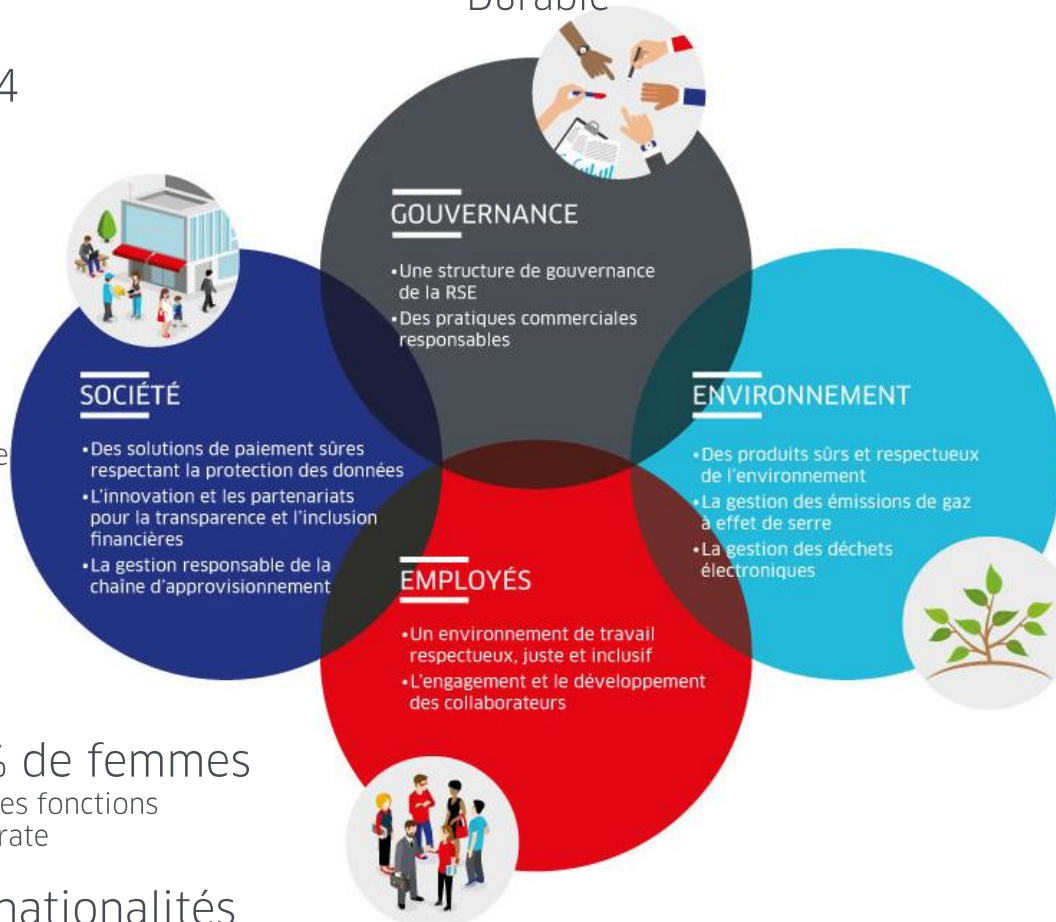 Durable
4
GOUVERNANCE
•Une structure de gouvernance
de la RSE
•Des pratiques commerciales
responsables
SOCIÉTÉ
•Des solutions de paiement sûres
respectant la protection des données
•L'innovation et les partenariats
pour la transparence et l'inclusion
financières
•La gestion responsable de la
chaîne d'approvisionnement
ENVIRONNEMENT
•Des produits sûrs et respectueux
de l'environnement
•La gestion des émissions de gaz
à effet de serre
•La gestion des déchets
électroniques
EMPLOYÉS
•Un environnement de travail
respectueux, juste et inclusif
•L'engagement et le développement
des collaborateurs
% de femmes
es fonctions
rate
nationalités